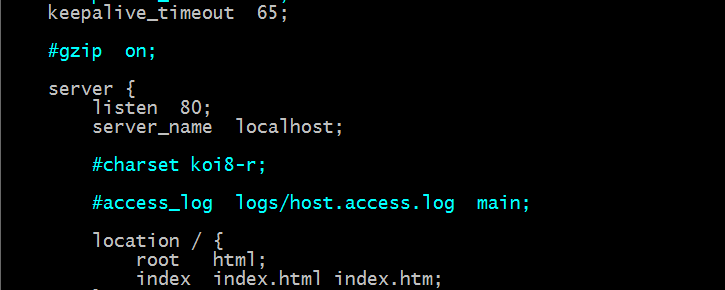 keepalive_timeout  65;
#gzip  on;
server {
listen  80;
server_name  localhost;
#charset koi8-r;
#access_log  logs/host.access.log  main;
location / {
root   html;
index  index.html index.htm;